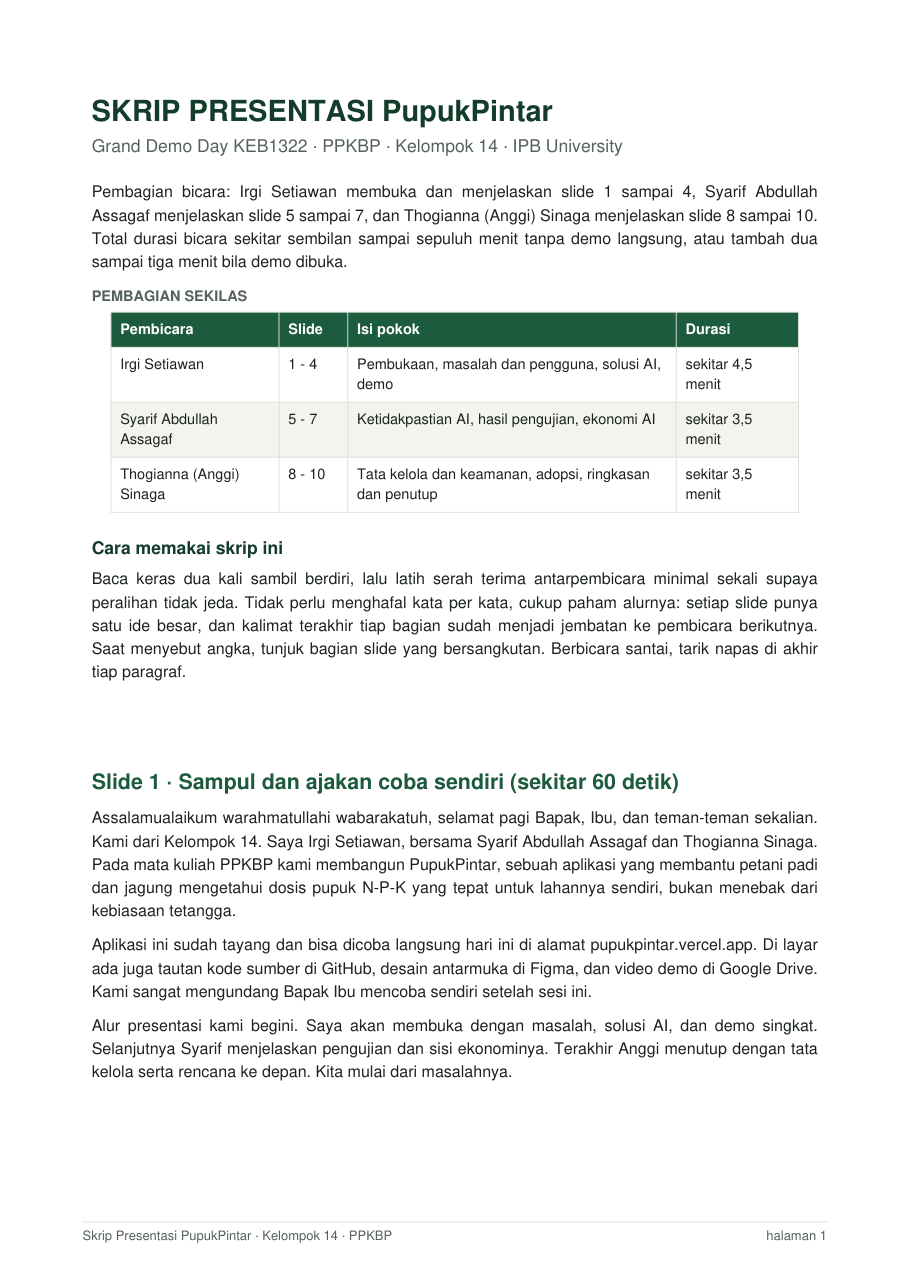 SKRIP PRESENTASI PupukPintar
Grand Demo Day KEB1322 · PPKBP · Kelompok 14 · IPB University
Pembagian bicara: Irgi Setiawan membuka dan menjelaskan slide 1 sampai 4, Syarif Abdullah
Assagaf menjelaskan slide 5 sampai 7, dan Thogianna (Anggi) Sinaga menjelaskan slide 8 sampai 10.
Total durasi bicara sekitar sembilan sampai sepuluh menit tanpa demo langsung, atau tambah dua
sampai tiga menit bila demo dibuka.
PEMBAGIAN SEKILAS
Pembicara Slide Isi pokok Durasi
Irgi Setiawan 1 - 4 Pembukaan, masalah dan pengguna, solusi AI, sekitar 4,5
demo menit
Syarif Abdullah 5 - 7 Ketidakpastian AI, hasil pengujian, ekonomi AI sekitar 3,5
Assagaf menit
Thogianna (Anggi) 8 - 10 Tata kelola dan keamanan, adopsi, ringkasan sekitar 3,5
Sinaga dan penutup menit
Cara memakai skrip ini
Baca keras dua kali sambil berdiri, lalu latih serah terima antarpembicara minimal sekali supaya
peralihan tidak jeda. Tidak perlu menghafal kata per kata, cukup paham alurnya: setiap slide punya
satu ide besar, dan kalimat terakhir tiap bagian sudah menjadi jembatan ke pembicara berikutnya.
Saat menyebut angka, tunjuk bagian slide yang bersangkutan. Berbicara santai, tarik napas di akhir
tiap paragraf.
Slide 1 · Sampul dan ajakan coba sendiri (sekitar 60 detik)
Assalamualaikum warahmatullahi wabarakatuh, selamat pagi Bapak, Ibu, dan teman-teman sekalian.
Kami dari Kelompok 14. Saya Irgi Setiawan, bersama Syarif Abdullah Assagaf dan Thogianna Sinaga.
Pada mata kuliah PPKBP kami membangun PupukPintar, sebuah aplikasi yang membantu petani padi
dan jagung mengetahui dosis pupuk N-P-K yang tepat untuk lahannya sendiri, bukan menebak dari
kebiasaan tetangga.
Aplikasi ini sudah tayang dan bisa dicoba langsung hari ini di alamat pupukpintar.vercel.app. Di layar
ada juga tautan kode sumber di GitHub, desain antarmuka di Figma, dan video demo di Google Drive.
Kami sangat mengundang Bapak Ibu mencoba sendiri setelah sesi ini.
Alur presentasi kami begini. Saya akan membuka dengan masalah, solusi AI, dan demo singkat.
Selanjutnya Syarif menjelaskan pengujian dan sisi ekonominya. Terakhir Anggi menutup dengan tata
kelola serta rencana ke depan. Kita mulai dari masalahnya.
Skrip Presentasi PupukPintar · Kelompok 14 · PPKBP halaman 1